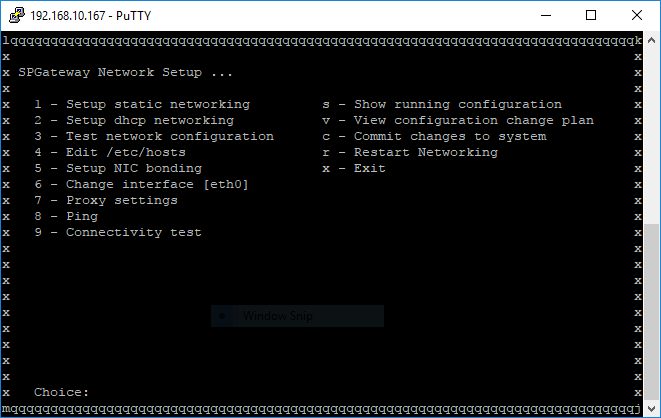 192.168.10.167 - PuTTY
lqqqqqqqqqqqqqqqqqqqqqqqqqqqqqqqqqqqqqqqqqqqqqqqqqqqqqqqqqqqqqqqqqqqqqqqqqqqqqqk
x x
x SPGateway Network Setup ... x
x x
x 1 - Setup static networking s - Show running configuration x
x 2 - Setup dhcp networking v - View configuration change plan x
x 3 - Test network configuration c - Commit changes to system x
x 4 - Edit /etc/hosts r - Restart Networking x
x 5 - Setup NIC bonding x - Exit x
x 6 - Change interface [eth0] x
x 7 - Proxy settings x
x 8 - Ping x
x 9 - Connectivity test x
x x
x x
x x
x x
x x
Window Snip
x x
x x
x x
x x
x Choice: x
mqqqqqqqqqqqqqqqqqqqqqqqqqqqqqqqqqqqqqqqqqqqqqqqqqqqqqqqqqqqqqqqqqqqqqqqqqqqqqqj